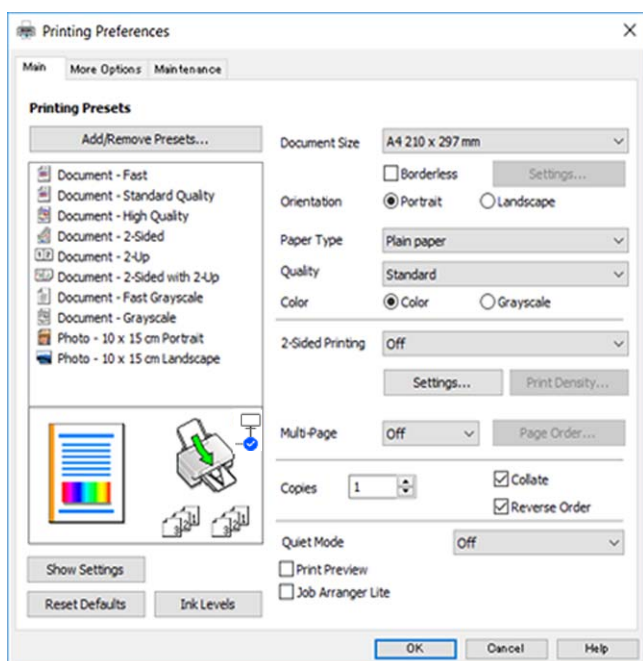 Printing Preferences
Main
More Options
Maintenance
Printing Presets
Add/Remove Presets...
Document - Fast
Document - Standard Quality
Document - High Quality
Document - 2-Sided
Document - 2-Up
Document - 2-Sided with 2-Up
Document - Fast Grayscale
Document - Grayscale
Photo - 10 x 15 cm Portrait
Photo - 10 x 15 cm Landscape
Show Settings
Reset Defaults
Ink Levels
Document Size
A4 210 x 297 mm
Borderless
Settings...
Orientation
Portrait
Landscape
Paper Type
Plain paper
Quality
Standard
Color
Color
Grayscale
2-Sided Printing
Off
Settings...
Print Density...
Multi-Page
Off
Page Order...
Copies
1
Collate
Reverse Order
Quiet Mode
Off
Print Preview
Job Arranger Lite
OK
Cancel
Help